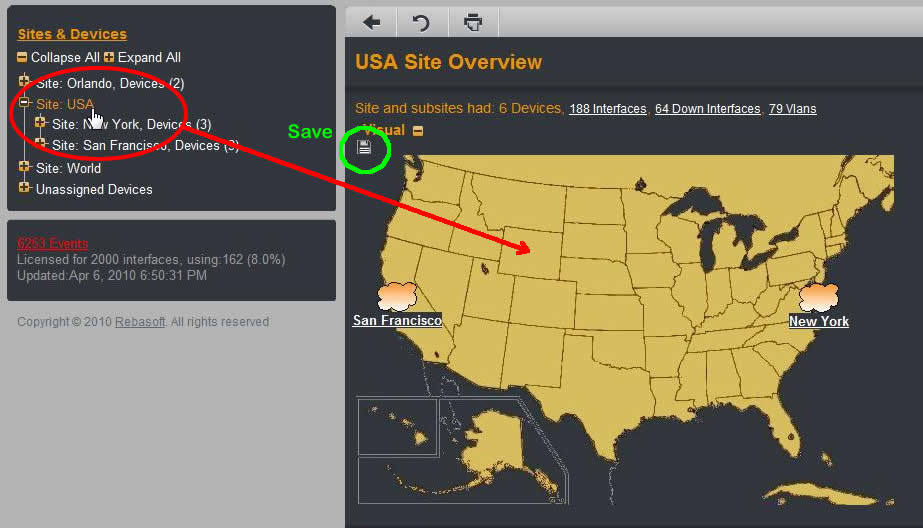 Sites & Devices
Collapse All Expand All
Site: Orlando, Devices (2)
Site: USA
Site: New York, Devices (3)
Site: San Francisco, Devices (3)
Site: World
Unassigned Devices
6253 Events
Licensed for 2000 interfaces, using:162 (8.0%)
Updated:Apr 6, 2010 6:50:31 PM
Copyright © 2010 Rebasoft. All rights reserved
USA Site Overview
Site and subsites had: 6 Devices, 188 Interfaces, 64 Down Interfaces, 79 Vlans
Visual
Save
San Francisco
New York